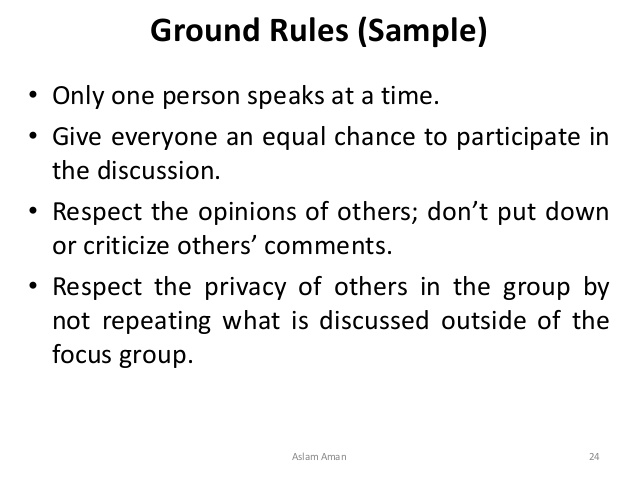 Ground Rules (Sample)
• Only one person speaks at a time.
• Give everyone an equal chance to participate in
the discussion.
• Respect the opinions of others; don’t put down
or criticize others’ comments.
• Respect the privacy of others in the group by
not repeating what is discussed outside of the
focus group.
Aslam Aman
24